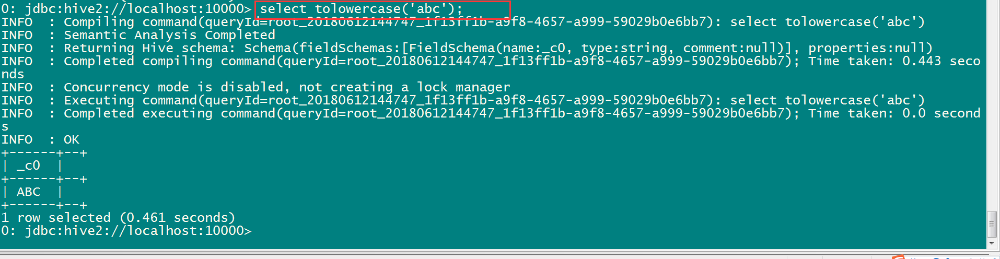 0: jdbc:hive2://localhost:10000> select tolowercase('abc');
INFO  : Compiling command(queryId=root_20180612144747_1f13ff1b-a9f8-4657-a999-59029b0e6bb7): select tolowercase('abc')
INFO  : Semantic Analysis Completed
INFO  : Returning Hive schema: Schema(fieldSchemas:[FieldSchema(name:_c0, type:string, comment:null)], properties:null)
INFO  : Completed compiling command(queryId=root_20180612144747_1f13ff1b-a9f8-4657-a999-59029b0e6bb7); Time taken: 0.443 seco
nds
INFO  : Concurrency mode is disabled, not creating a lock manager
INFO  : Executing command(queryId=root_20180612144747_1f13ff1b-a9f8-4657-a999-59029b0e6bb7): select tolowercase('abc')
INFO  : Completed executing command(queryId=root_20180612144747_1f13ff1b-a9f8-4657-a999-59029b0e6bb7); Time taken: 0.0 second
s
INFO  : OK
+------+--+
| _c0  |
+------+--+
| ABC  |
+------+--+
1 row selected (0.461 seconds)
0: jdbc:hive2://localhost:10000>